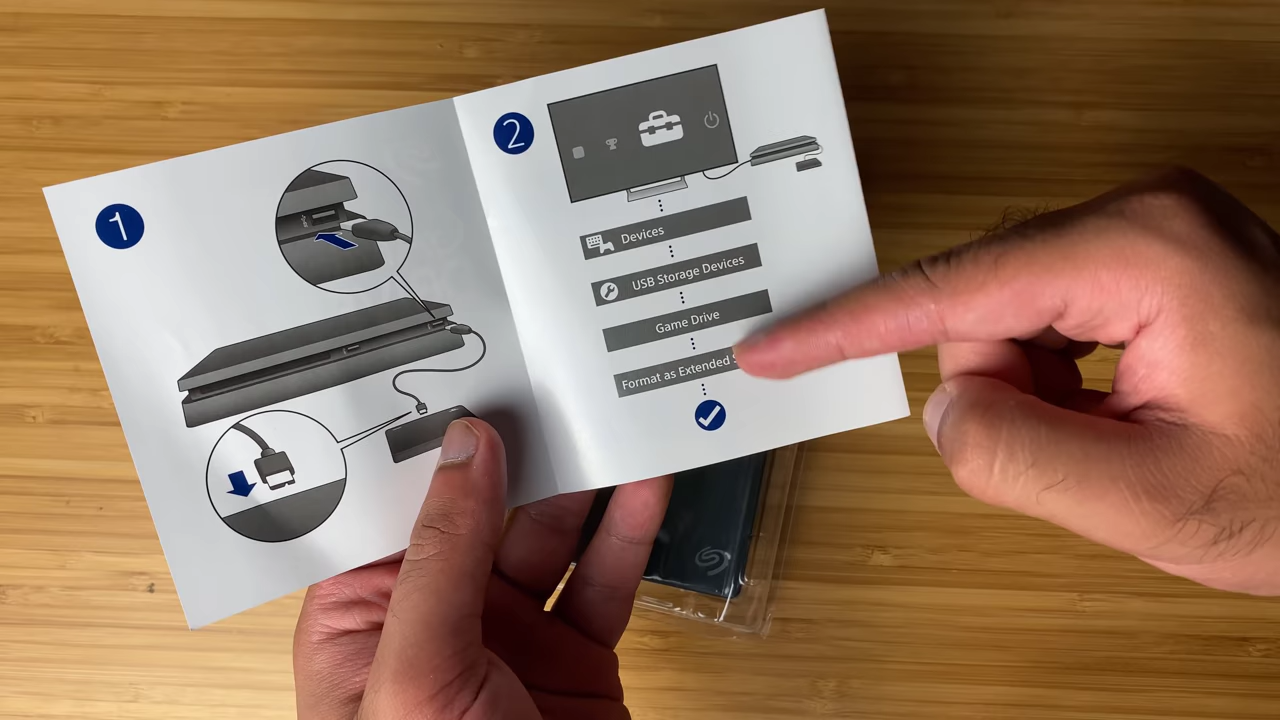 1
2
Devices
USB Storage Devices
Game Drive
Format as Extended